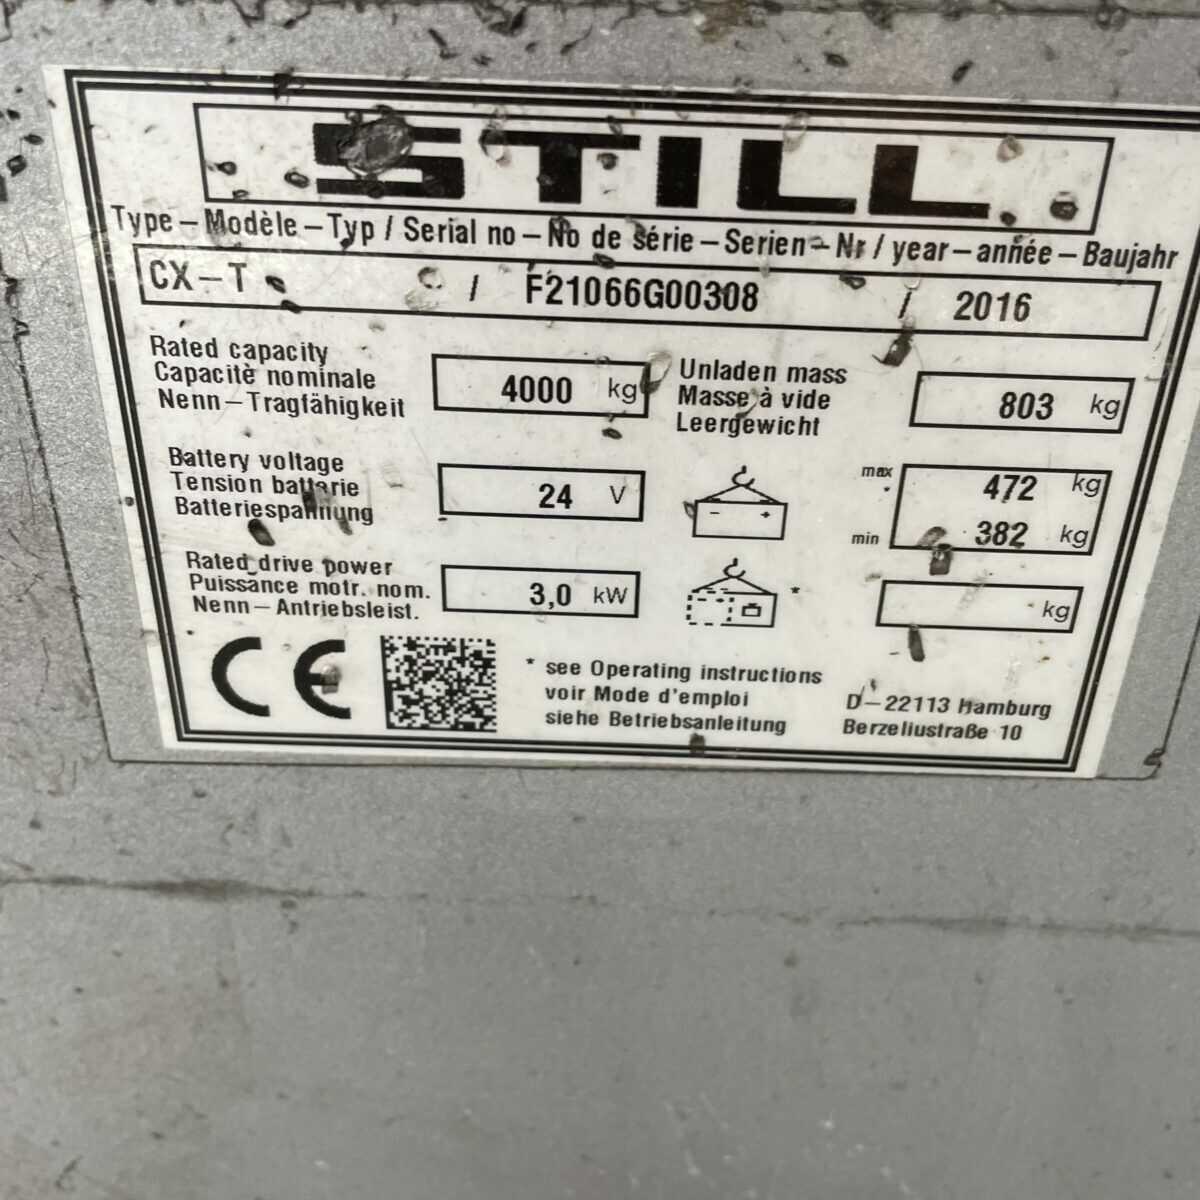 STILL
Type – Modèle – Typ / Serial no – No de série – Serien – Nr / year – année – Baujahr
CX – T / F21066G00308 / 2016
Rated capacity
Capacité nominale
Nenn – Tragfähigkeit
4000 kg
Unladen mass
Masse à vide
Leergewicht
803 kg
Battery voltage
Tension batterie
Batteriespannung
24 V
- +
max 472 kg
*
min 382 kg
Rated drive power
Puissance motr. nom.
Nenn – Antriebsleist.
3,0 kW
* kg
CE
* see Operating instructions
voir Mode d'emploi
siehe Betriebsanleitung
D – 22113 Hamburg
Berzeliustraße 10